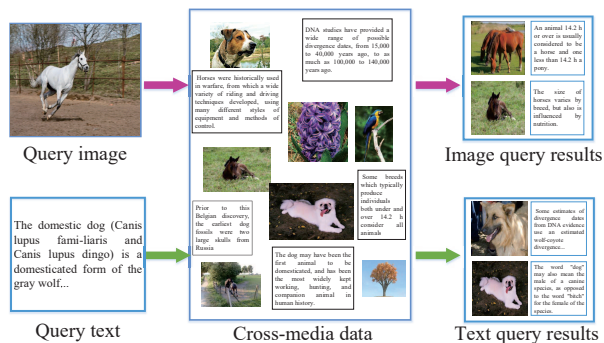 Query image
The domestic dog (Canis
lupus fami-liaris and
Canis lupus dingo) is a
domesticated form of the
gray wolf...
Query text
DNA studies have provided a
wide range of possible
divergence dates, from 15,000
to 40,000 years ago, to as
much as 100,000 to 140,000
years ago.
Horses were historically used
in warfare, from which a wide
variety of riding and driving
techniques developed, using
many different styles of
equipment and methods of
control.
Some breeds
which typically
produce
individuals
both under and
over 14.2 h
consider all
animals
Prior to this
Belgian discovery,
the earliest dog
fossils were two
large skulls from
Russia
The dog may have been the
first animal to be
domesticated, and has been the
most widely kept
working, hunting, and
companion animal in
human history.
Cross-media data
An animal 14.2 h
or over is usually
considered to be
a horse and one
less than 14.2 h a
pony.
The size of
horses varies by
breed, but also is
influenced by
nutrition.
Image query results
Some estimates of
divergence dates
from DNA evidence
use an estimated
wolf-coyote
divergence...
The word "dog"
may also mean the
male of a canine
species, as opposed
to the word "bitch"
for the female of the
species.
Text query results